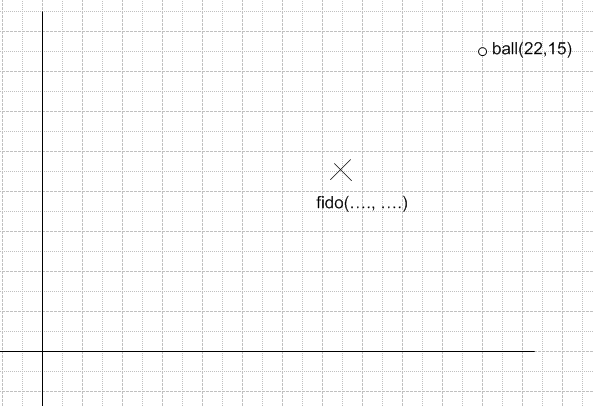 ball(22,15)
fido(...., ....)